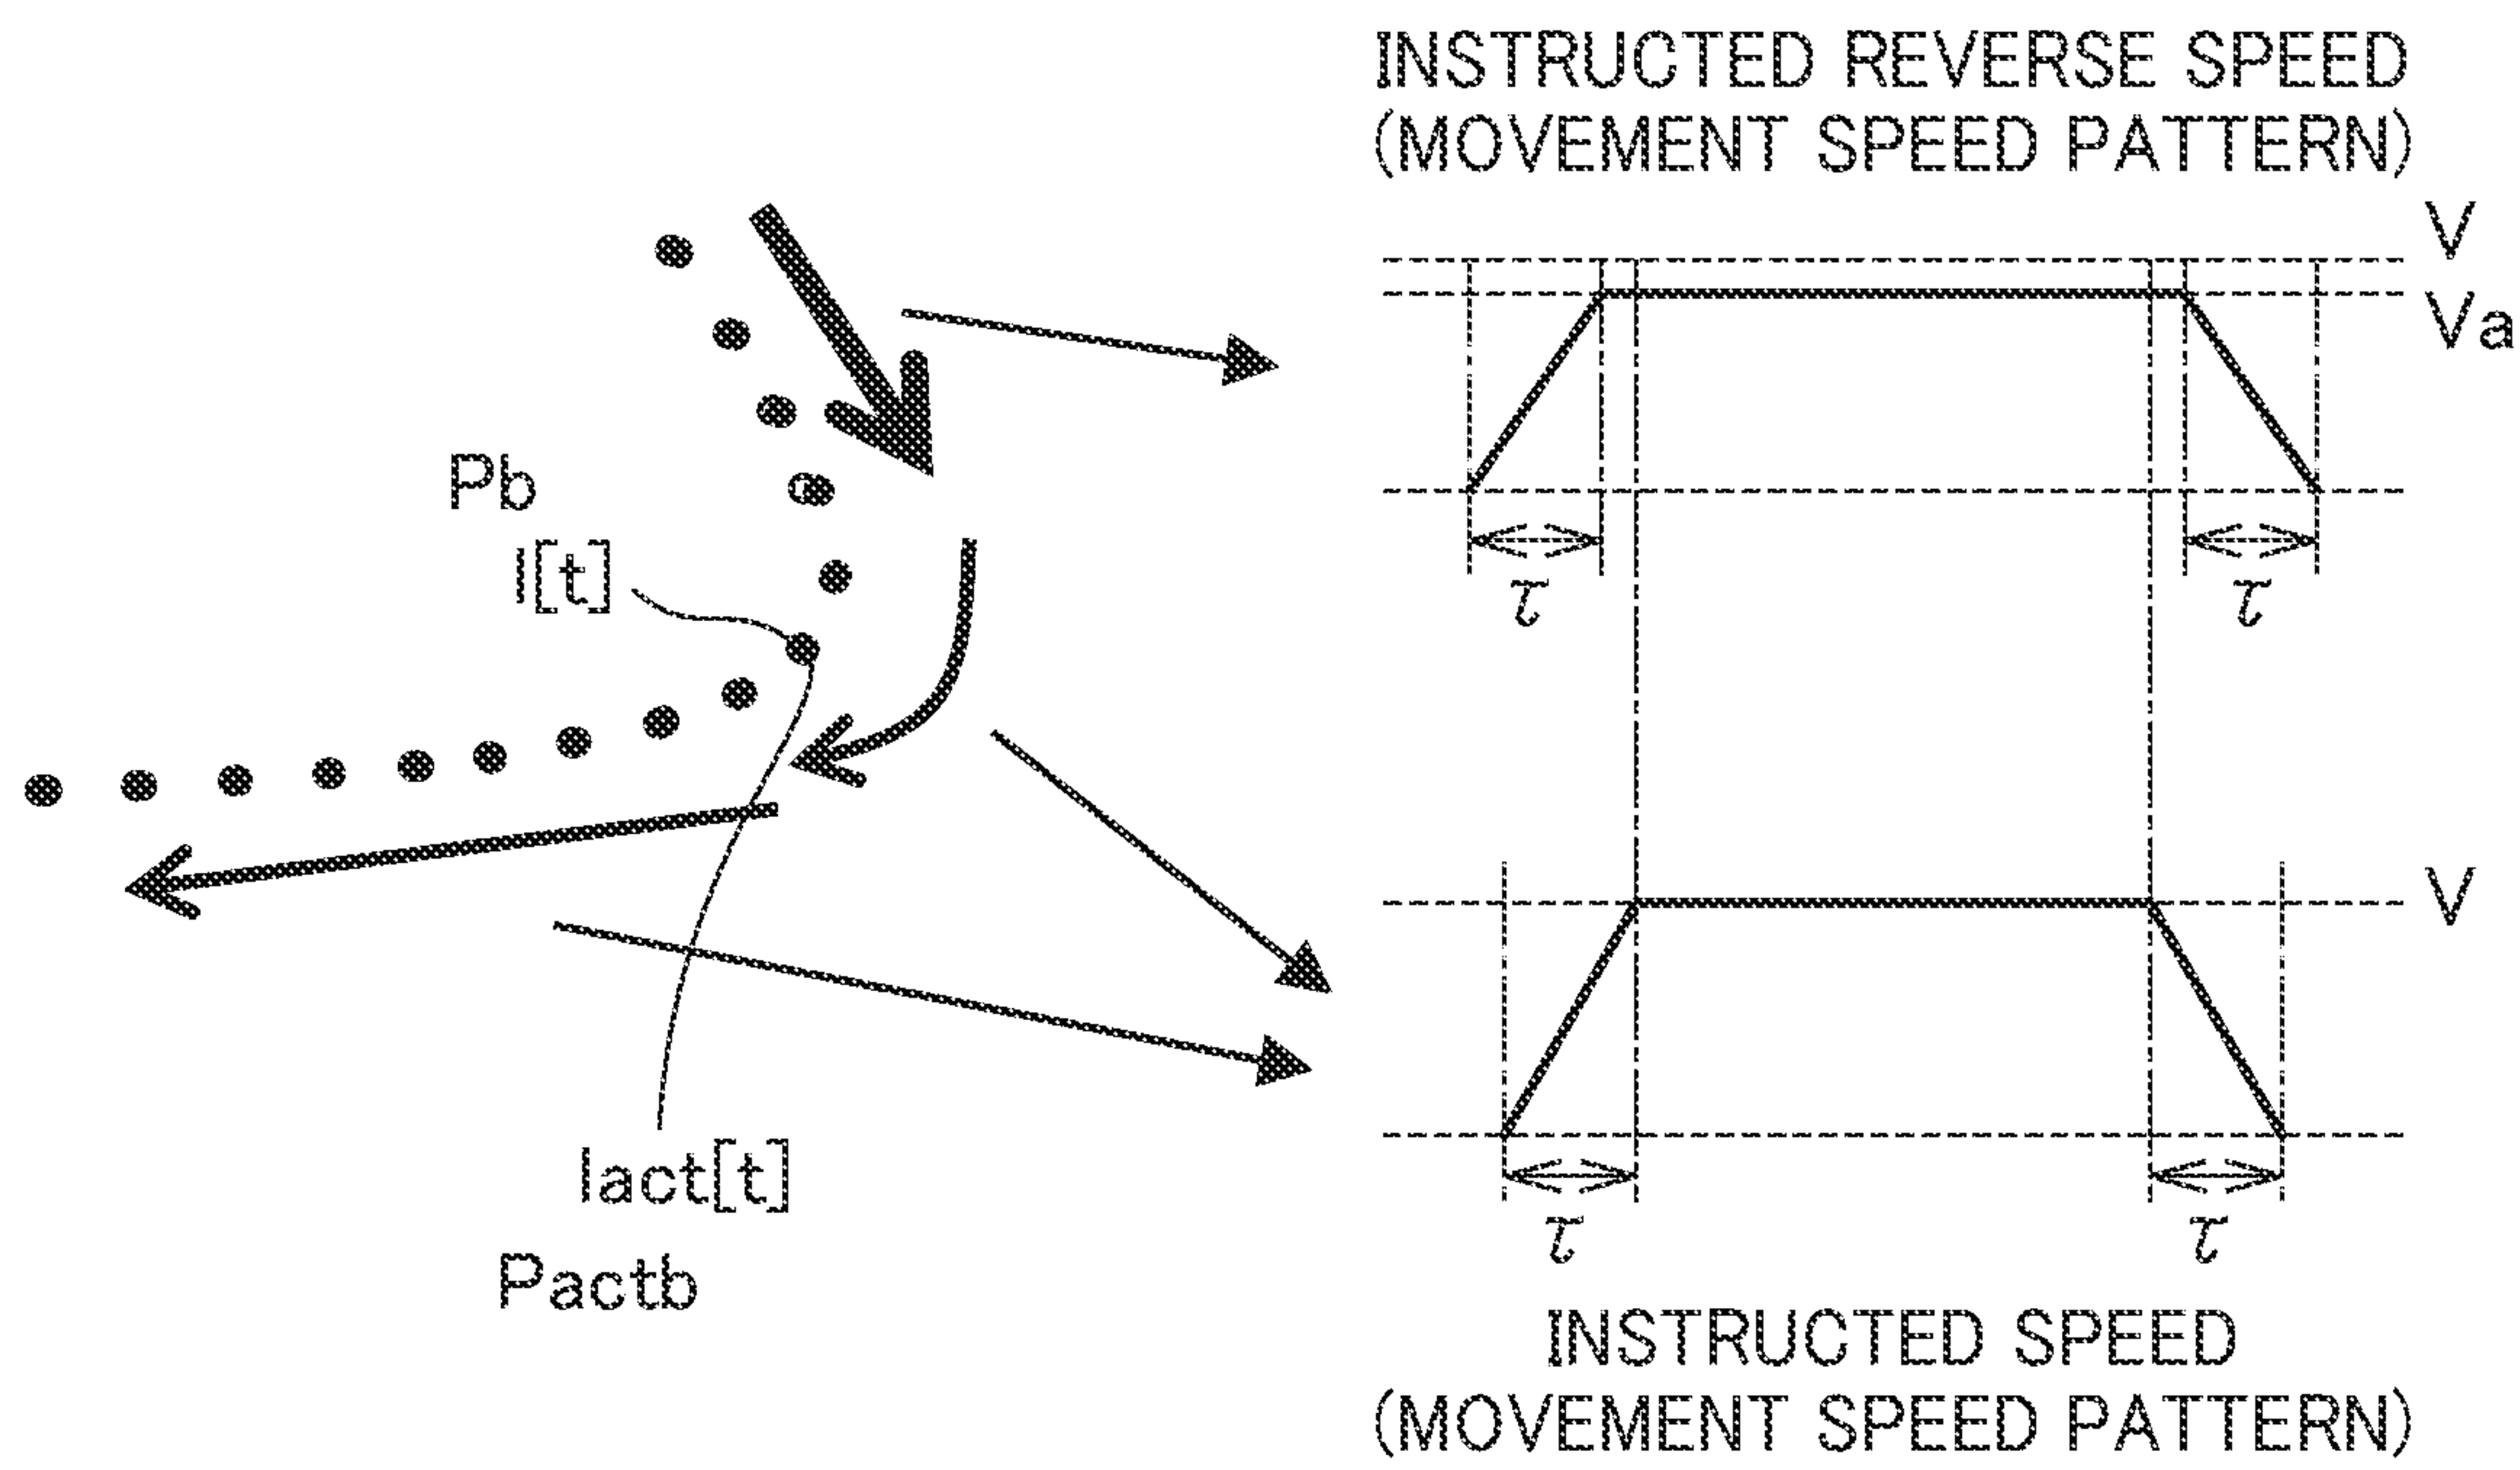 INSTRUCTED REVERSE SPEED
(MOVEMENT SPEED PATTERN)
V
Va
Pb
l[t]
τ
τ
V
lact[t]
τ
τ
Pactb
INSTRUCTED SPEED
(MOVEMENT SPEED PATTERN)